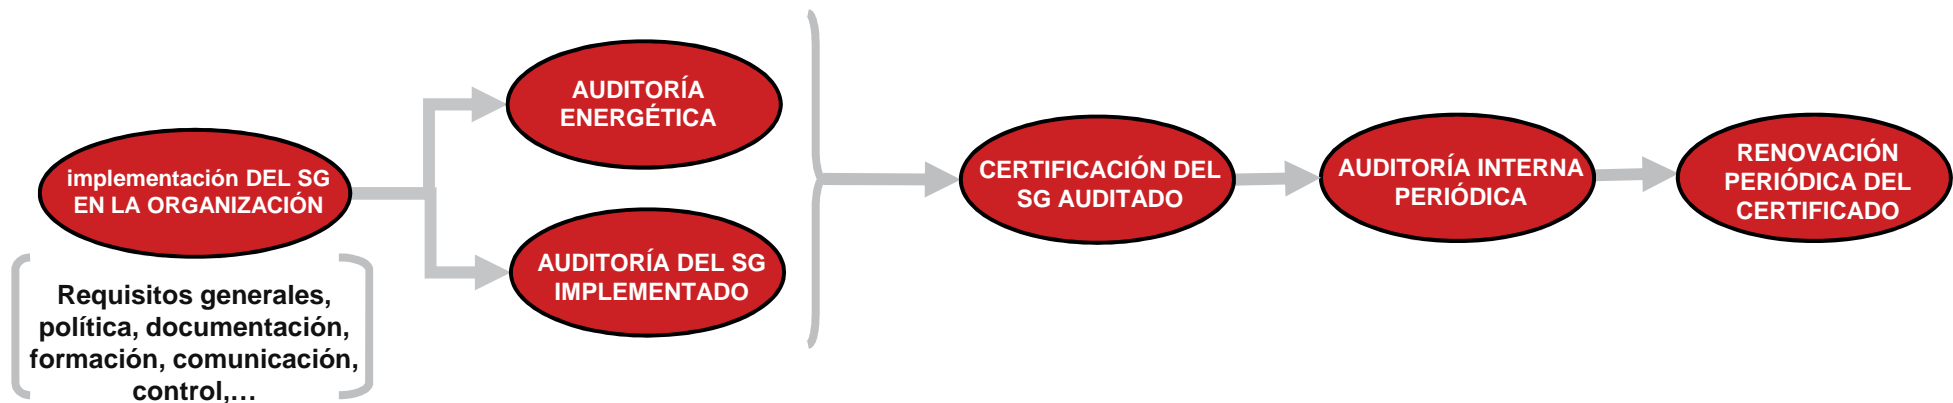 implementación DEL SG
EN LA ORGANIZACIÓN
Requisitos generales,
política, documentación,
formación, comunicación,
control,…
AUDITORÍA
ENERGÉTICA
AUDITORÍA DEL SG
IMPLEMENTADO
CERTIFICACIÓN DEL
SG AUDITADO
AUDITORÍA INTERNA
PERIÓDICA
RENOVACIÓN
PERIÓDICA DEL
CERTIFICADO